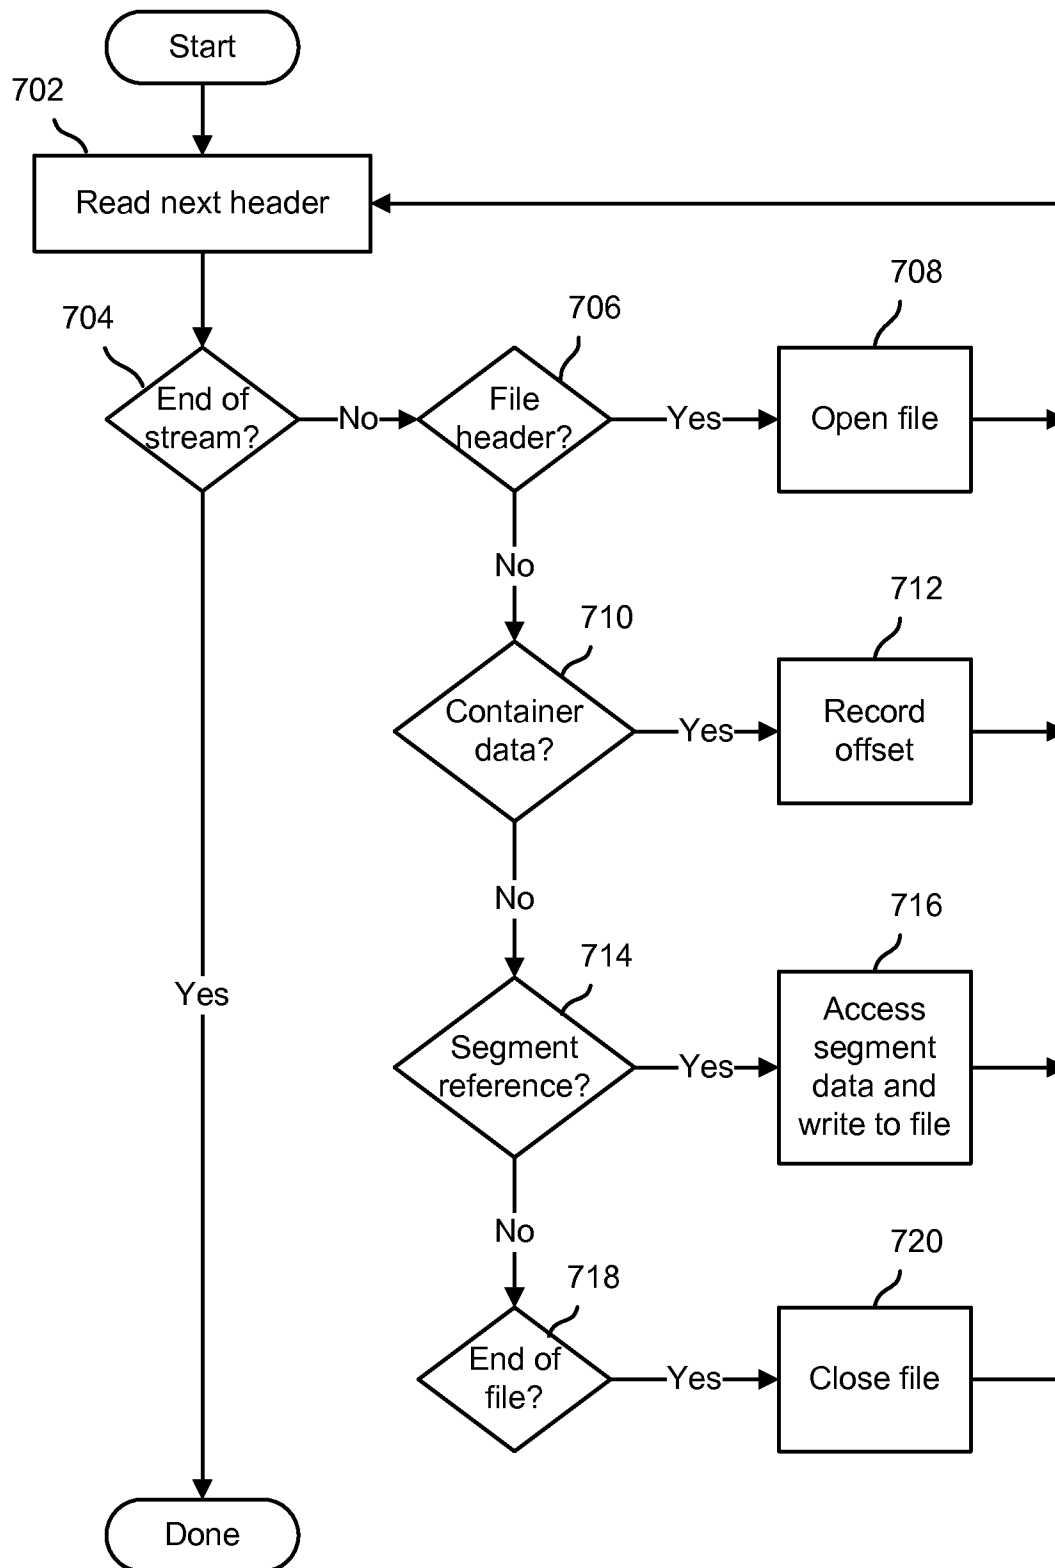 Start
702
Read next header
704
End of
stream?
No
706
File
header?
Yes
708
Open file
No
710
Container
data?
Yes
712
Record
offset
No
714
Segment
reference?
Yes
716
Access
segment
data and
write to file
Yes
No
718
End of
file?
Yes
720
Close file
Done